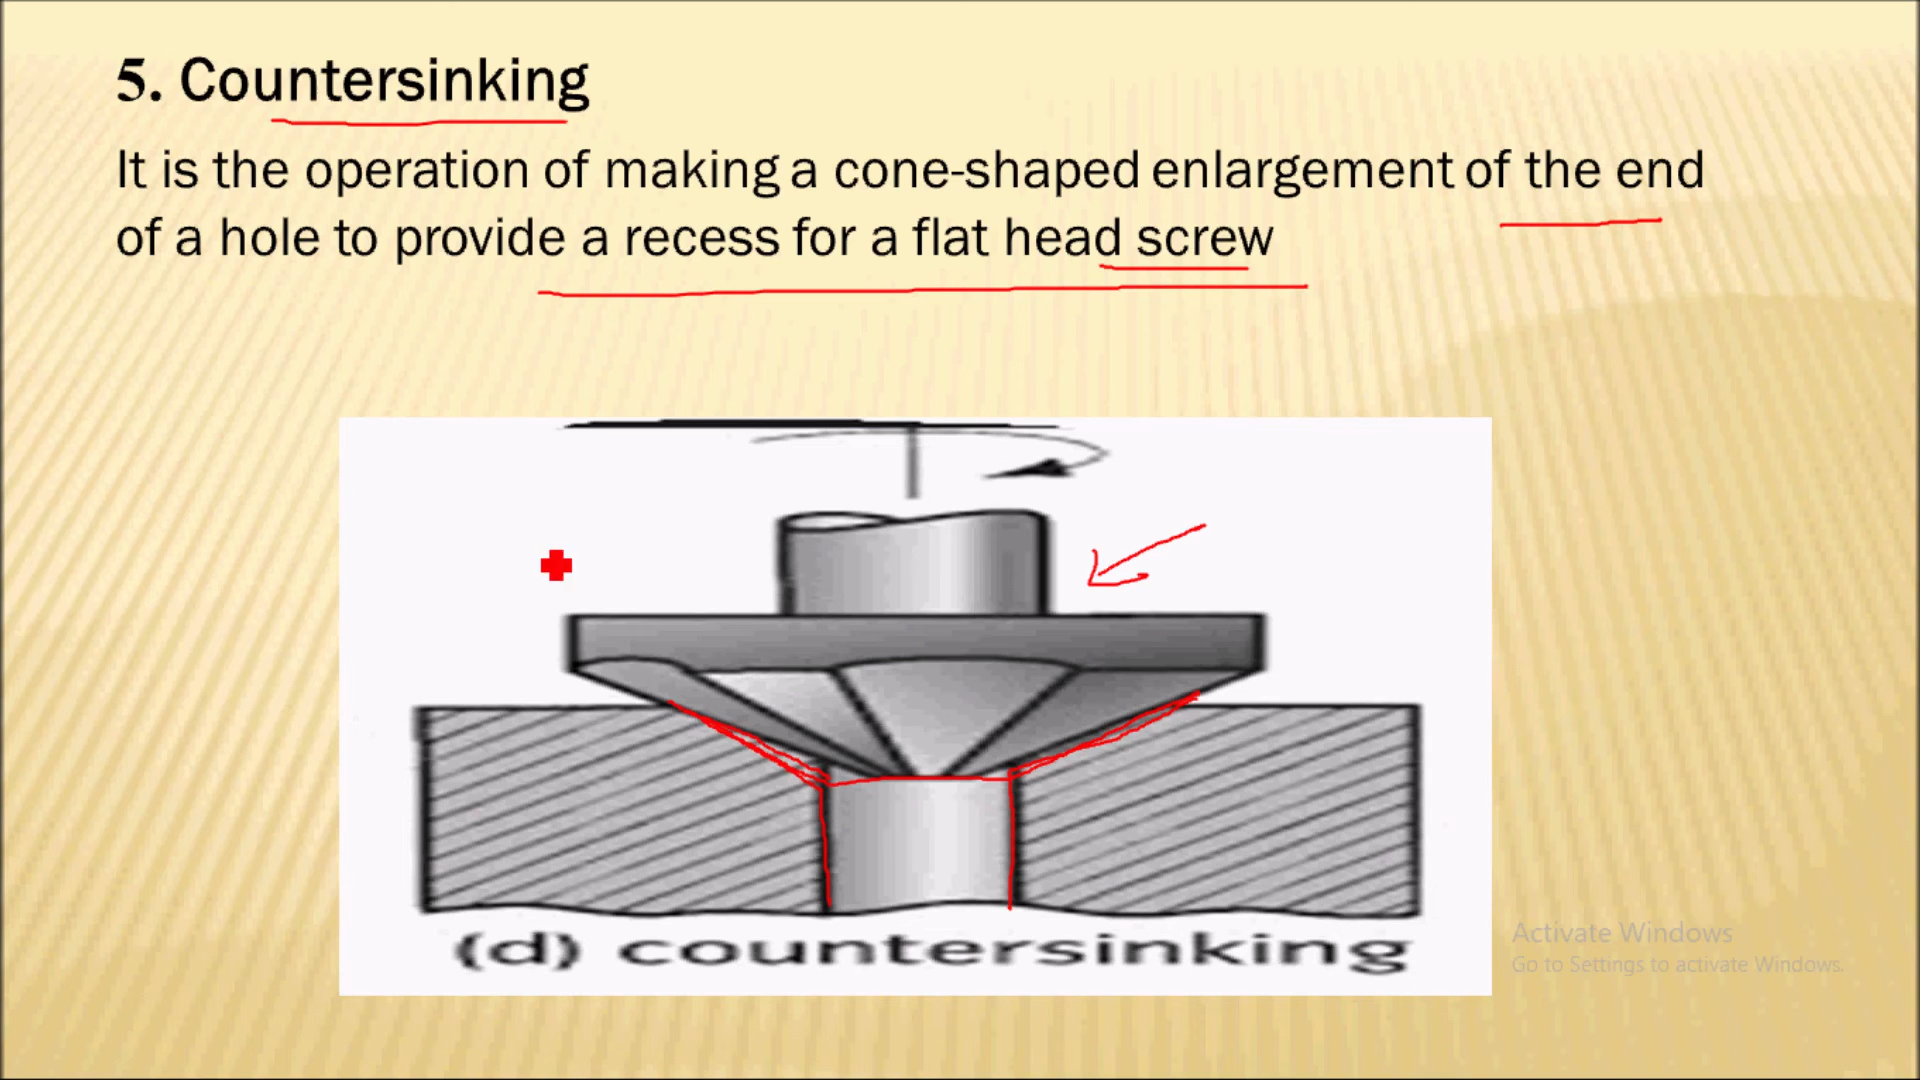 5. Countersinking
It is the operation of making a cone-shaped enlargement of the end
of a hole to provide a recess for a flat head screw
(d) countersinking
Activate Windows
Go to Settings to activate Windows.